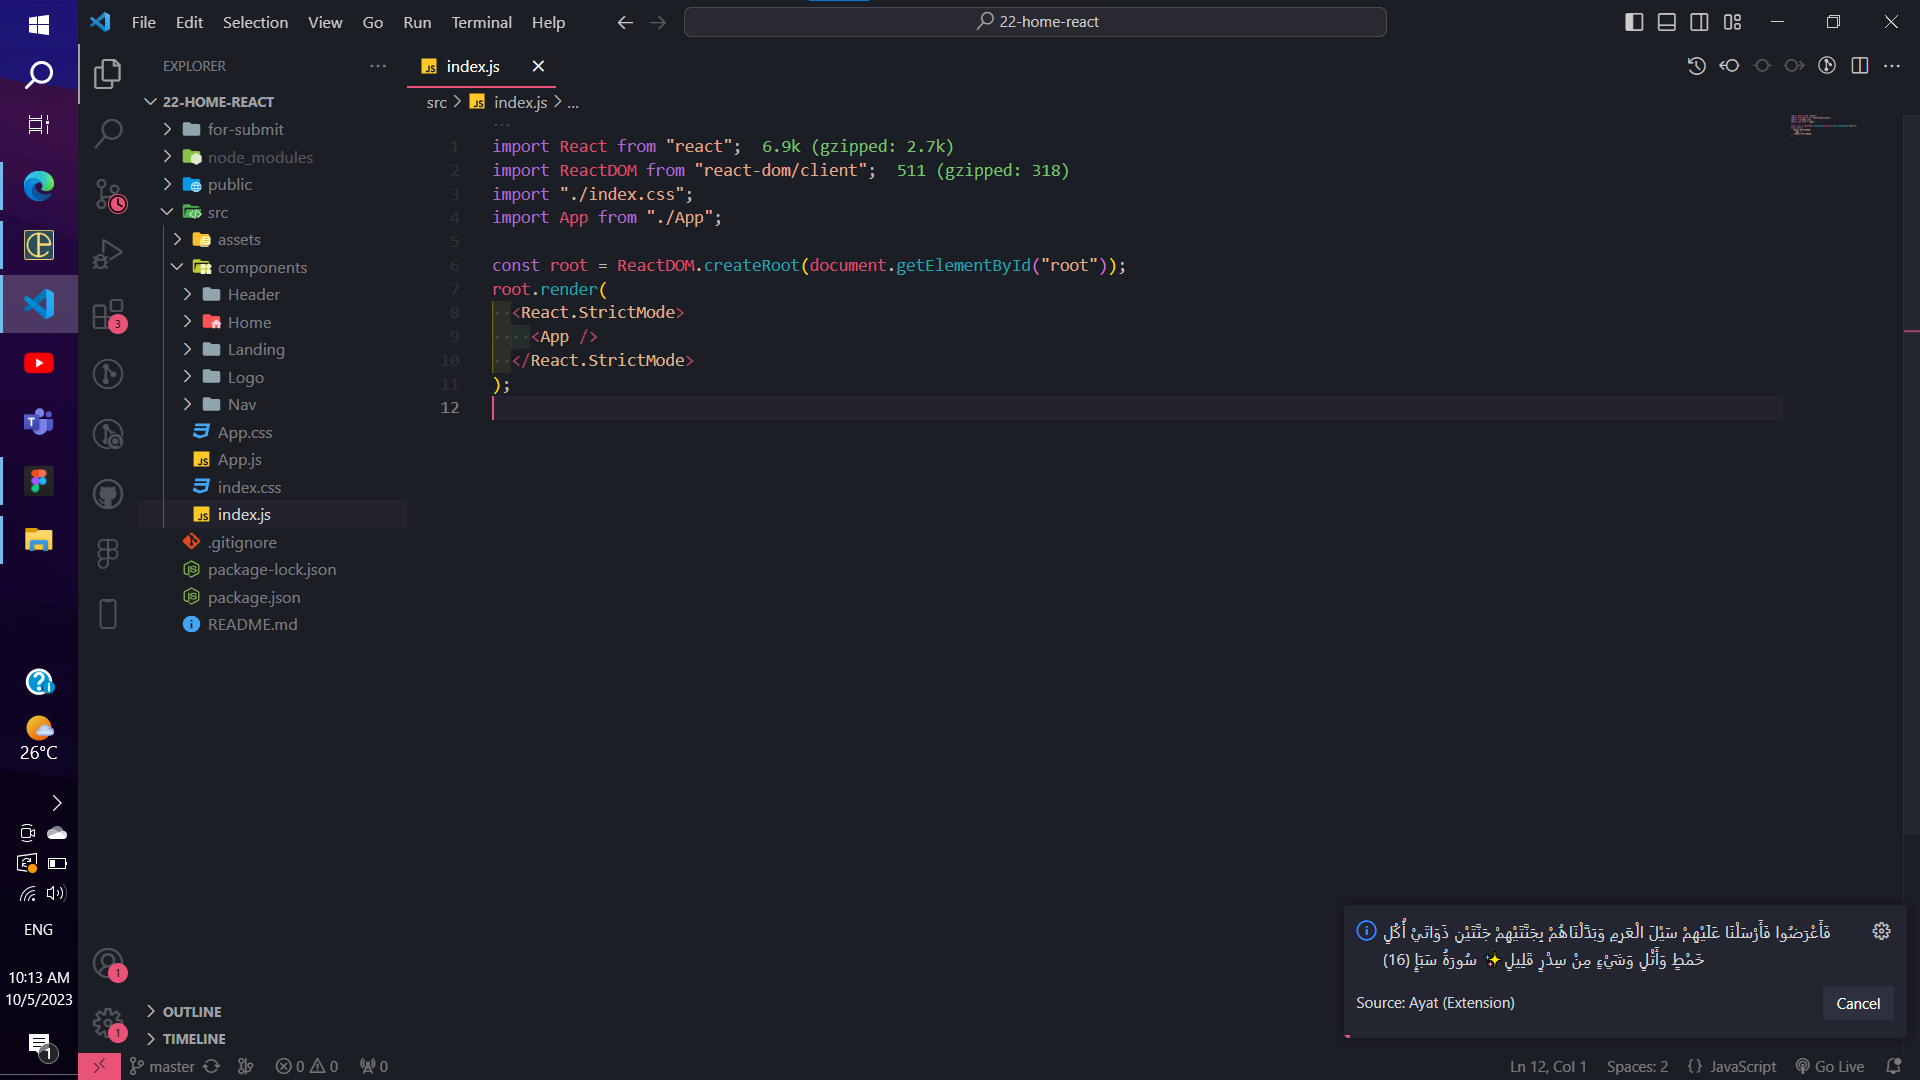 File Edit Selection View Go Run Terminal Help
22-home-react
EXPLORER
22-HOME-REACT
for-submit
node_modules
public
src
assets
components
Header
Home
Landing
Logo
Nav
App.css
App.js
index.css
index.js
.gitignore
package-lock.json
package.json
README.md
OUTLINE
TIMELINE
index.js
src > index.js > ...
1 import React from "react"; 6.9k (gzipped: 2.7k)
2 import ReactDOM from "react-dom/client"; 511 (gzipped: 318)
3 import "./index.css";
4 import App from "./App";
5
6 const root = ReactDOM.createRoot(document.getElementById("root"));
7 root.render(
8   <React.StrictMode>
9     <App />
10   </React.StrictMode>
11 );
12
فَأَعْرَضُوا فَأَرْسَلْنَا عَلَيْهِمْ سَيْلَ الْعَرِمِ وَبَدَّلْنَاهُمْ بِجَنَّتَيْهِمْ جَنَّتَيْنِ ذَوَاتَيْ أُكُلٍ
خَمْطٍ وَأَثْلٍ وَشَيْءٍ مِنْ سِدْرٍ قَلِيلٍ✨ سُورَةُ سَبَإٍ (16)
Source: Ayat (Extension)
Cancel
26°C
ENG
10:13 AM
10/5/2023
1
3
1
1
master 0 0 0
Ln 12, Col 1 Spaces: 2 {} JavaScript Go Live